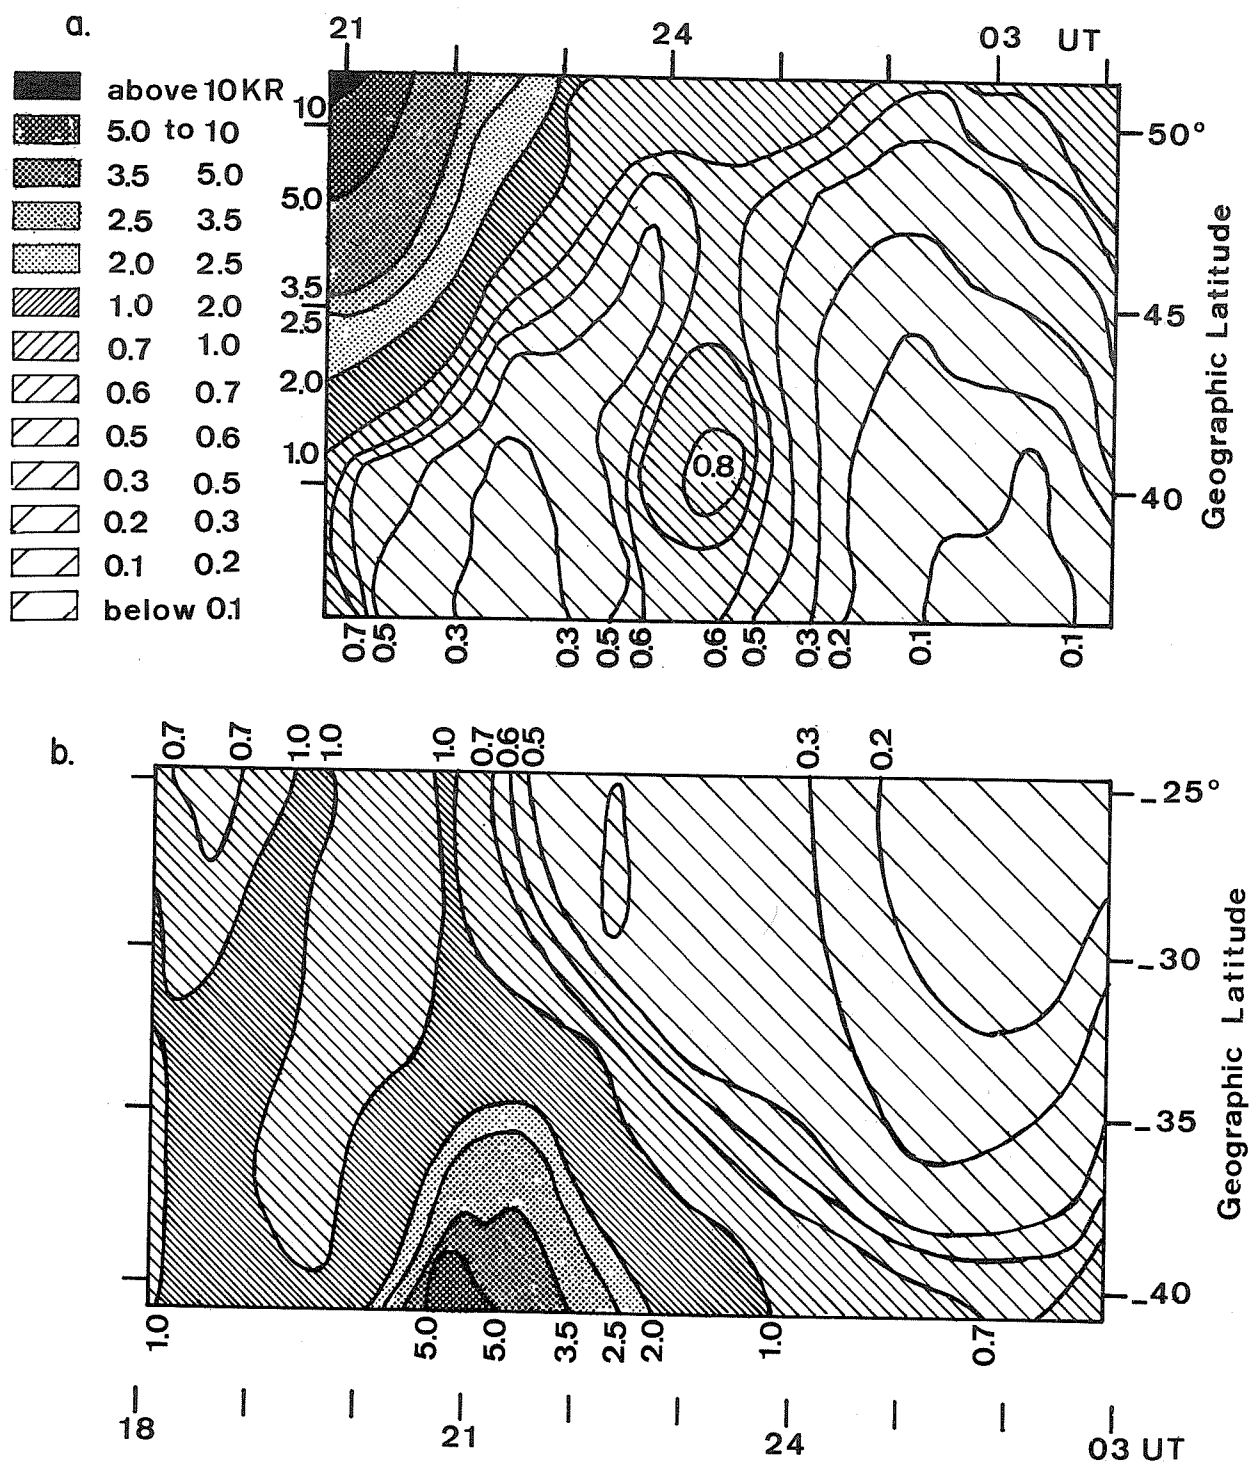 a.
21 24 03 UT
above 10 KR
5.0 to 10
3.5 5.0
2.5 3.5
2.0 2.5
1.0 2.0
0.7 1.0
0.6 0.7
0.5 0.6
0.3 0.5
0.2 0.3
0.1 0.2
below 0.1
10
5.0
3.5
2.5
2.0
1.0
0.8
50°
45
40
Geographic Latitude
0.7 0.5 0.3 0.3 0.5 0.6 0.6 0.5 0.3 0.2 0.1 0.1
b.
0.7 0.7 1.0 1.0 1.0 0.7 0.6 0.5 0.3 0.2
-25°
-30
-35
-40
Geographic Latitude
1.0 5.0 5.0 3.5 2.5 2.0 1.0 0.7
18 21 24 03 UT